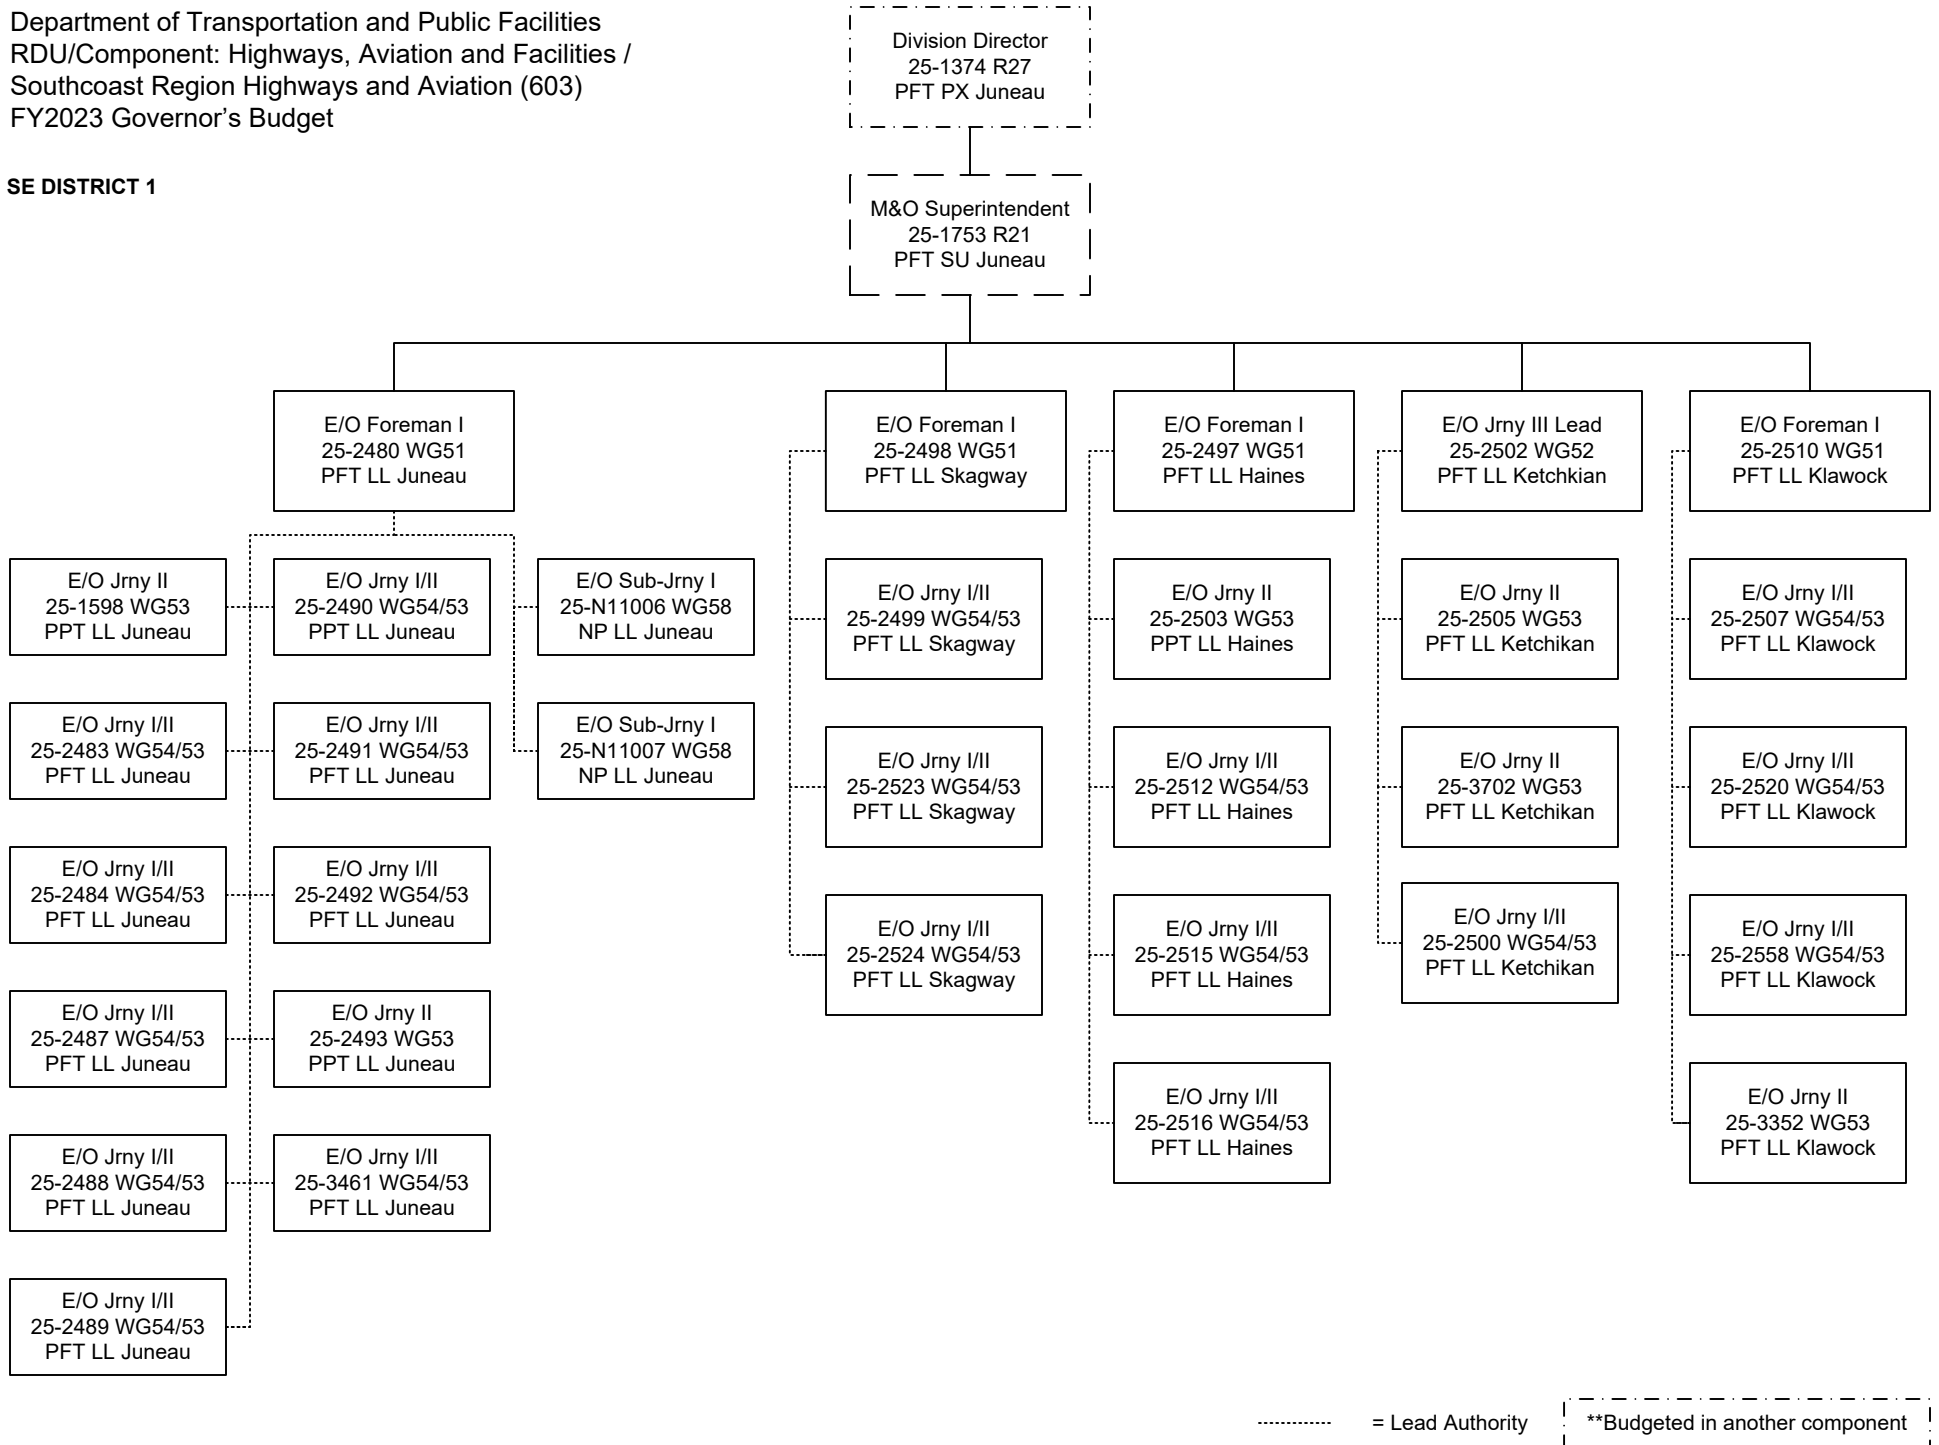 Department of Transportation and Public Facilities
RDU/Component: Highways, Aviation and Facilities /
Southcoast Region Highways and Aviation (603)
FY2023 Governor’s Budget
SE DISTRICT 1
Division Director
25-1374 R27
PFT PX Juneau
M&O Superintendent
25-1753 R21
PFT SU Juneau
E/O Foreman I
25-2480 WG51
PFT LL Juneau
E/O Foreman I
25-2498 WG51
PFT LL Skagway
E/O Foreman I
25-2497 WG51
PFT LL Haines
E/O Jrny III Lead
25-2502 WG52
PFT LL Ketchkian
E/O Foreman I
25-2510 WG51
PFT LL Klawock
E/O Jrny II
25-1598 WG53
PPT LL Juneau
E/O Jrny I/II
25-2490 WG54/53
PPT LL Juneau
E/O Sub-Jrny I
25-N11006 WG58
NP LL Juneau
E/O Jrny I/II
25-2499 WG54/53
PFT LL Skagway
E/O Jrny II
25-2503 WG53
PPT LL Haines
E/O Jrny II
25-2505 WG53
PFT LL Ketchikan
E/O Jrny I/II
25-2507 WG54/53
PFT LL Klawock
E/O Jrny I/II
25-2483 WG54/53
PFT LL Juneau
E/O Jrny I/II
25-2491 WG54/53
PFT LL Juneau
E/O Sub-Jrny I
25-N11007 WG58
NP LL Juneau
E/O Jrny I/II
25-2523 WG54/53
PFT LL Skagway
E/O Jrny I/II
25-2512 WG54/53
PFT LL Haines
E/O Jrny II
25-3702 WG53
PFT LL Ketchikan
E/O Jrny I/II
25-2520 WG54/53
PFT LL Klawock
E/O Jrny I/II
25-2484 WG54/53
PFT LL Juneau
E/O Jrny I/II
25-2492 WG54/53
PFT LL Juneau
E/O Jrny I/II
25-2524 WG54/53
PFT LL Skagway
E/O Jrny I/II
25-2515 WG54/53
PFT LL Haines
E/O Jrny I/II
25-2500 WG54/53
PFT LL Ketchikan
E/O Jrny I/II
25-2558 WG54/53
PFT LL Klawock
E/O Jrny I/II
25-2487 WG54/53
PFT LL Juneau
E/O Jrny II
25-2493 WG53
PPT LL Juneau
E/O Jrny I/II
25-2516 WG54/53
PFT LL Haines
E/O Jrny II
25-3352 WG53
PFT LL Klawock
E/O Jrny I/II
25-2488 WG54/53
PFT LL Juneau
E/O Jrny I/II
25-3461 WG54/53
PFT LL Juneau
E/O Jrny I/II
25-2489 WG54/53
PFT LL Juneau
= Lead Authority
**Budgeted in another component